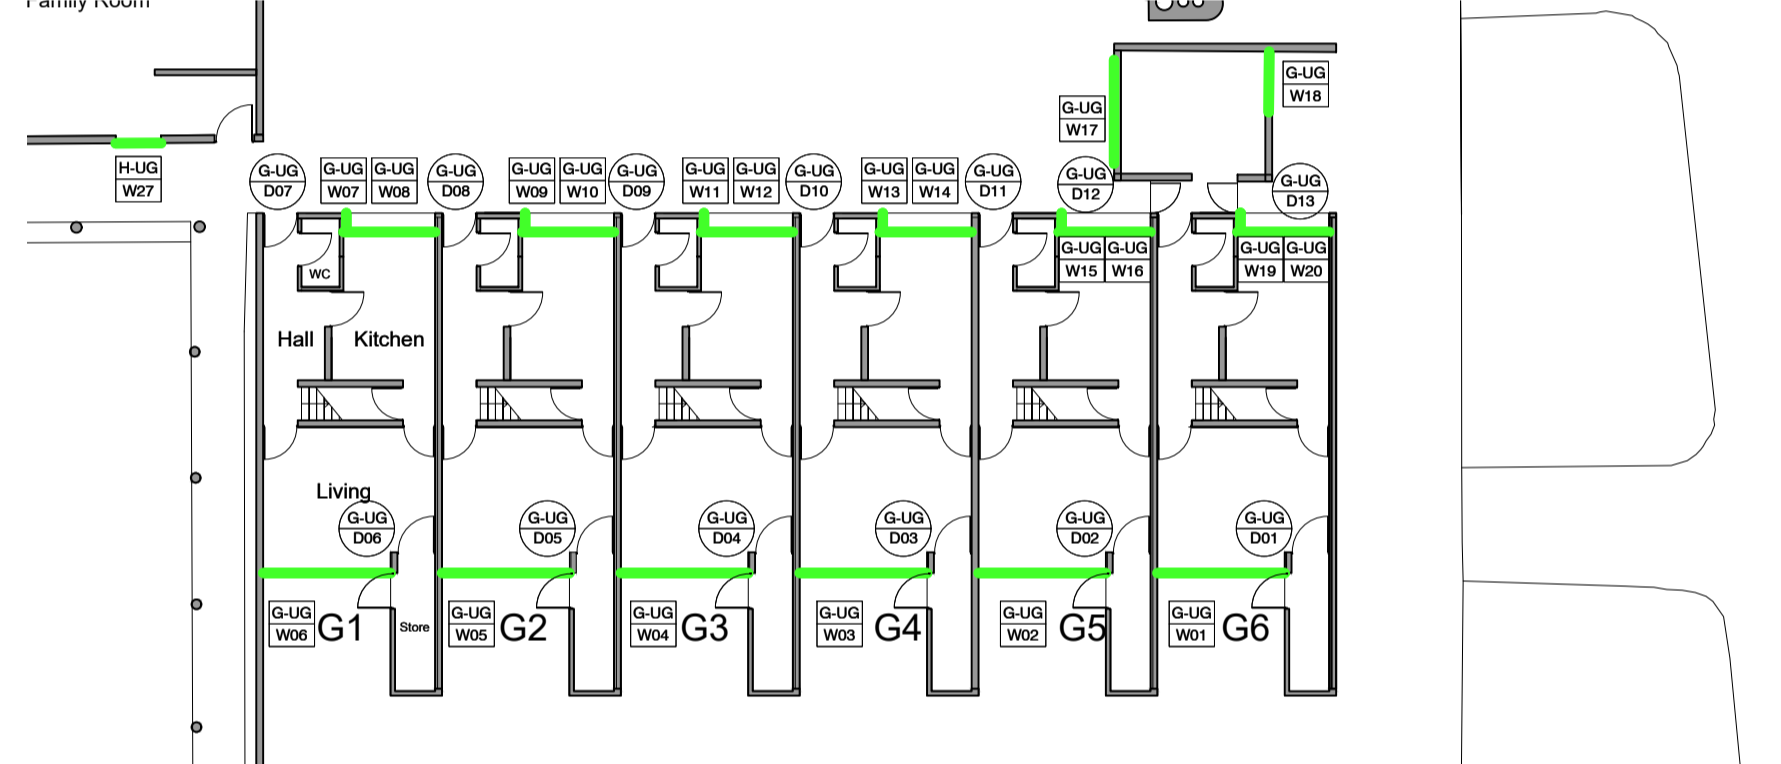 Family Room
G-UG
W18
G-UG
W17
H-UG
W27
G-UG
D07
G-UG
W07
G-UG
W08
G-UG
D08
G-UG
W09
G-UG
W10
G-UG
D09
G-UG
W11
G-UG
W12
G-UG
D10
G-UG
W13
G-UG
W14
G-UG
D11
G-UG
D12
G-UG
D13
G-UG
W15
G-UG
W16
G-UG
W19
G-UG
W20
WC
Hall
Kitchen
Living
G-UG
D06
G-UG
D05
G-UG
D04
G-UG
D03
G-UG
D02
G-UG
D01
G-UG
W06
G1
Store
G-UG
W05
G2
G-UG
W04
G3
G-UG
W03
G4
G-UG
W02
G5
G-UG
W01
G6